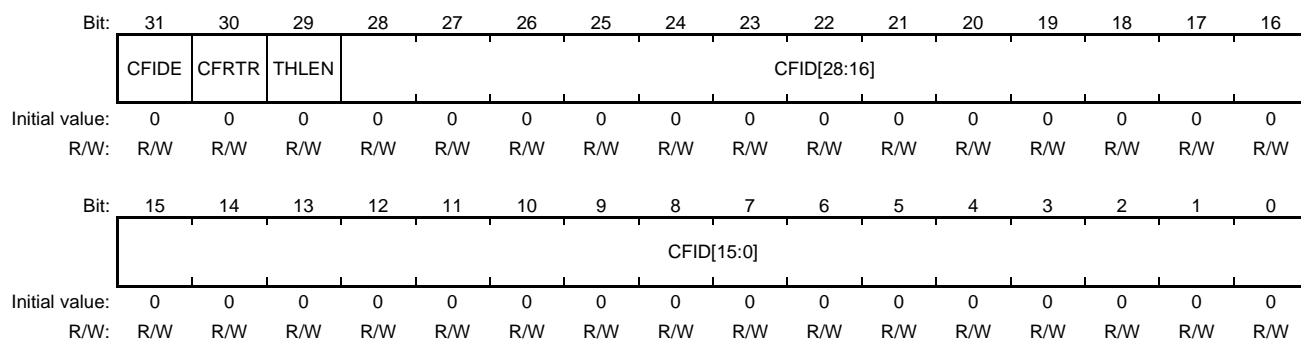 Bit: 31 30 29 28 27 26 25 24 23 22 21 20 19 18 17 16
CFIDE CFRTR THLEN CFID[28:16]
Initial value: 0 0 0 0 0 0 0 0 0 0 0 0 0 0 0 0
R/W: R/W R/W R/W R/W R/W R/W R/W R/W R/W R/W R/W R/W R/W R/W R/W R/W
Bit: 15 14 13 12 11 10 9 8 7 6 5 4 3 2 1 0
CFID[15:0]
Initial value: 0 0 0 0 0 0 0 0 0 0 0 0 0 0 0 0
R/W: R/W R/W R/W R/W R/W R/W R/W R/W R/W R/W R/W R/W R/W R/W R/W R/W